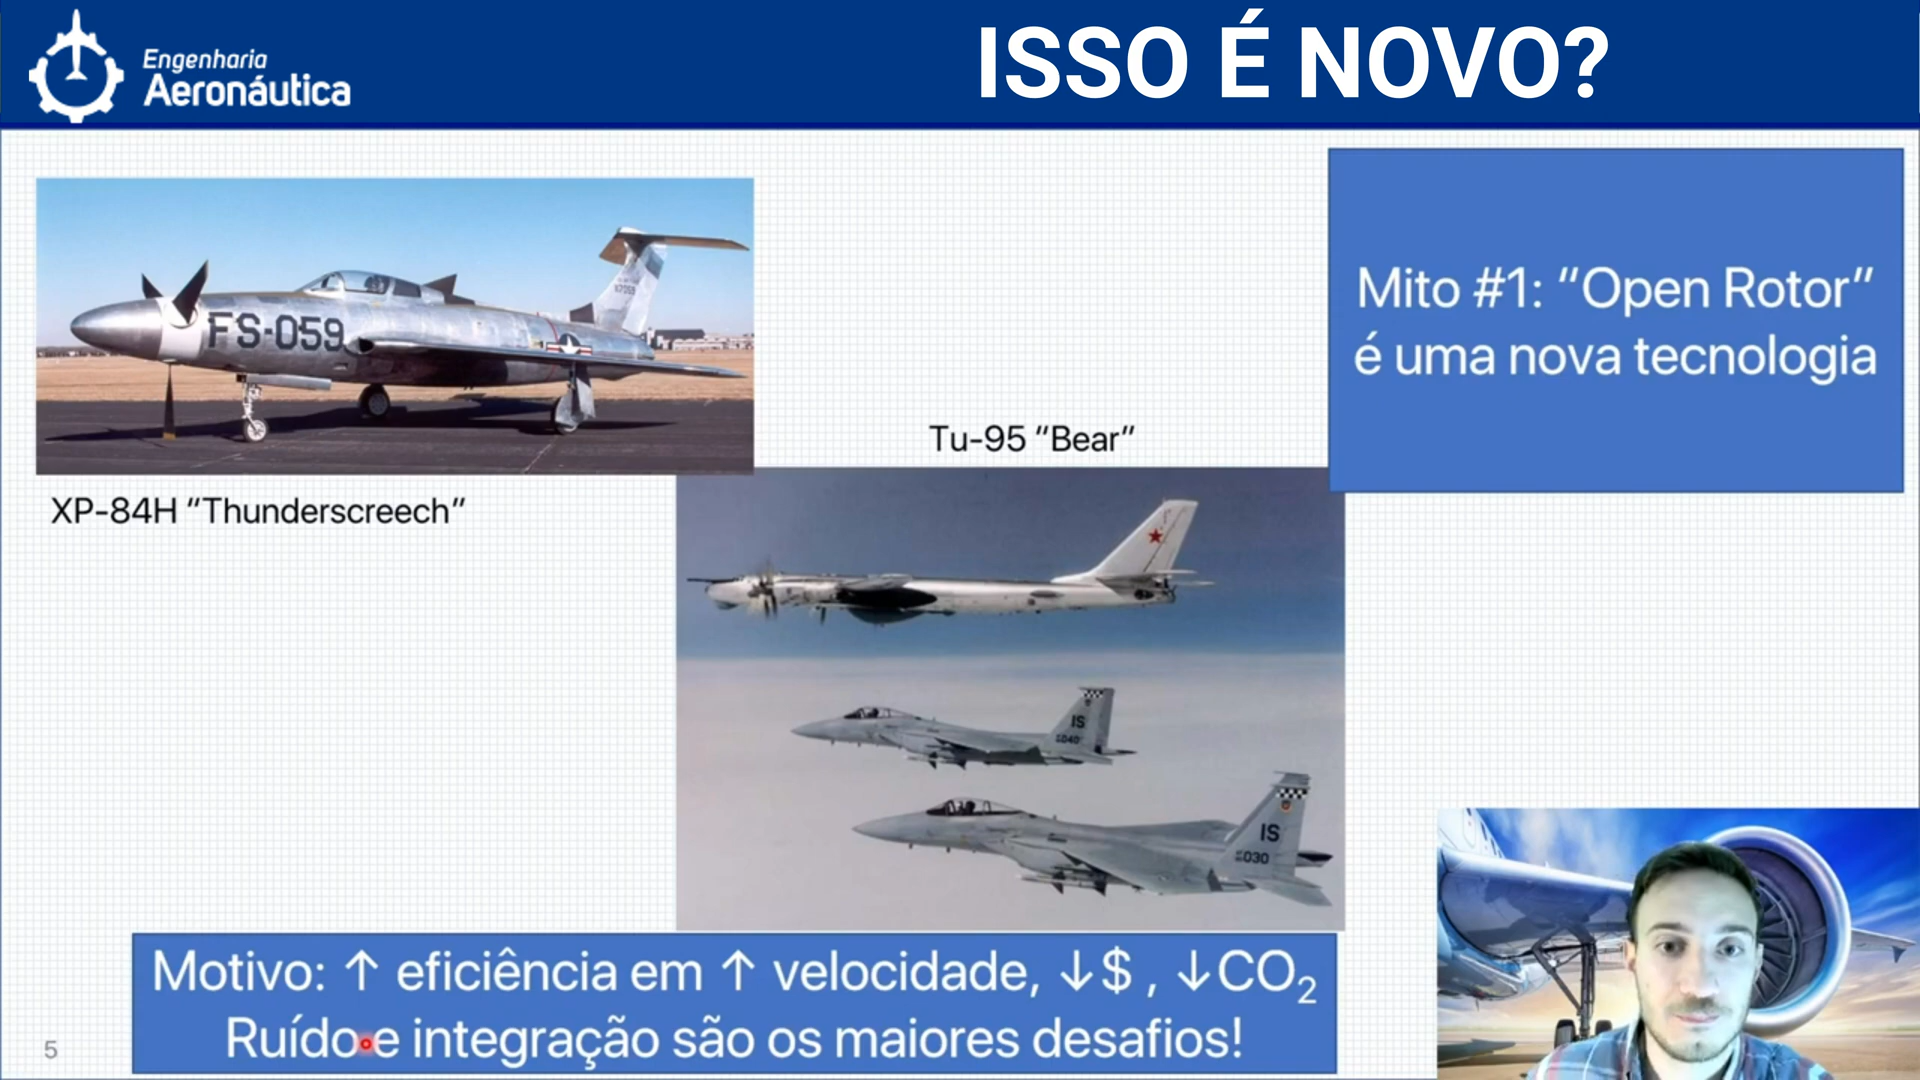 Engenharia
Aeronáutica
ISSO É NOVO?
FS-059
XP-84H “Thunderscreech”
Mito #1: “Open Rotor”
é uma nova tecnologia
Tu-95 “Bear”
IS
040
IS
030
Motivo: ↑ eficiência em ↑ velocidade, ↓$ , ↓CO₂
Ruído e integração são os maiores desafios!
5